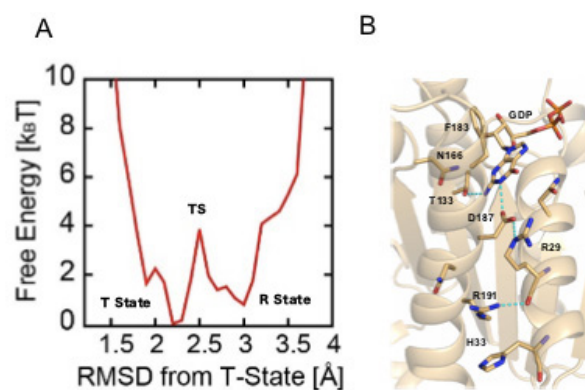 A
B
Free Energy [kBT]
10
8
6
4
2
0
TS
T State
R State
1.5 2 2.5 3 3.5 4
RMSD from T-State [Å]
GDP
F183
N166
T133
D187
R29
R191
H33